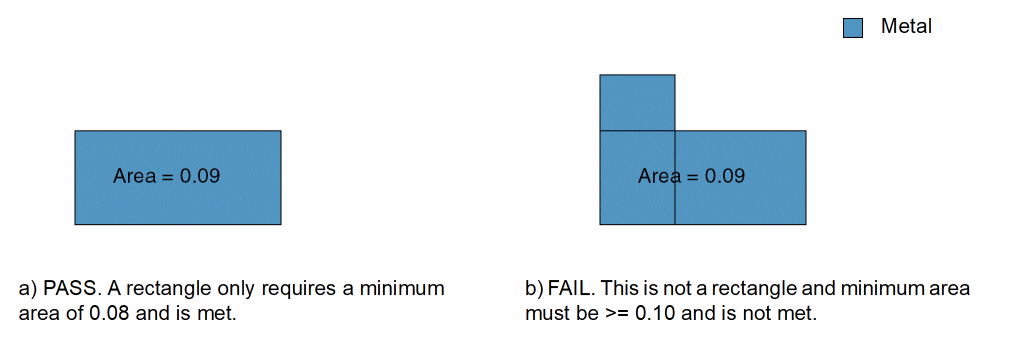 Metal
Area = 0.09
Area = 0.09
a) PASS. A rectangle only requires a minimum
area of 0.08 and is met.
b) FAIL. This is not a rectangle and minimum area
must be >= 0.10 and is not met.